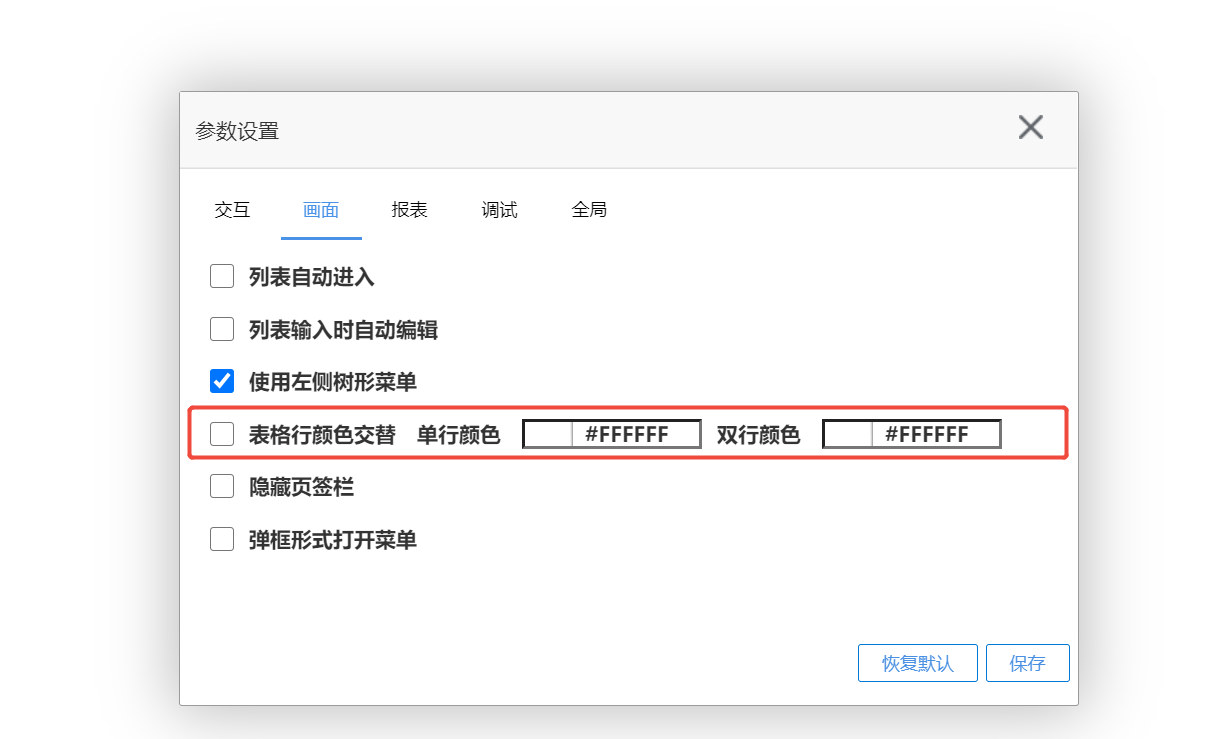 参数设置
交互 画面 报表 调试 全局
列表自动进入
列表输入时自动编辑
使用左侧树形菜单
表格行颜色交替 单行颜色 #FFFFFF 双行颜色 #FFFFFF
隐藏页签栏
弹框形式打开菜单
恢复默认 保存